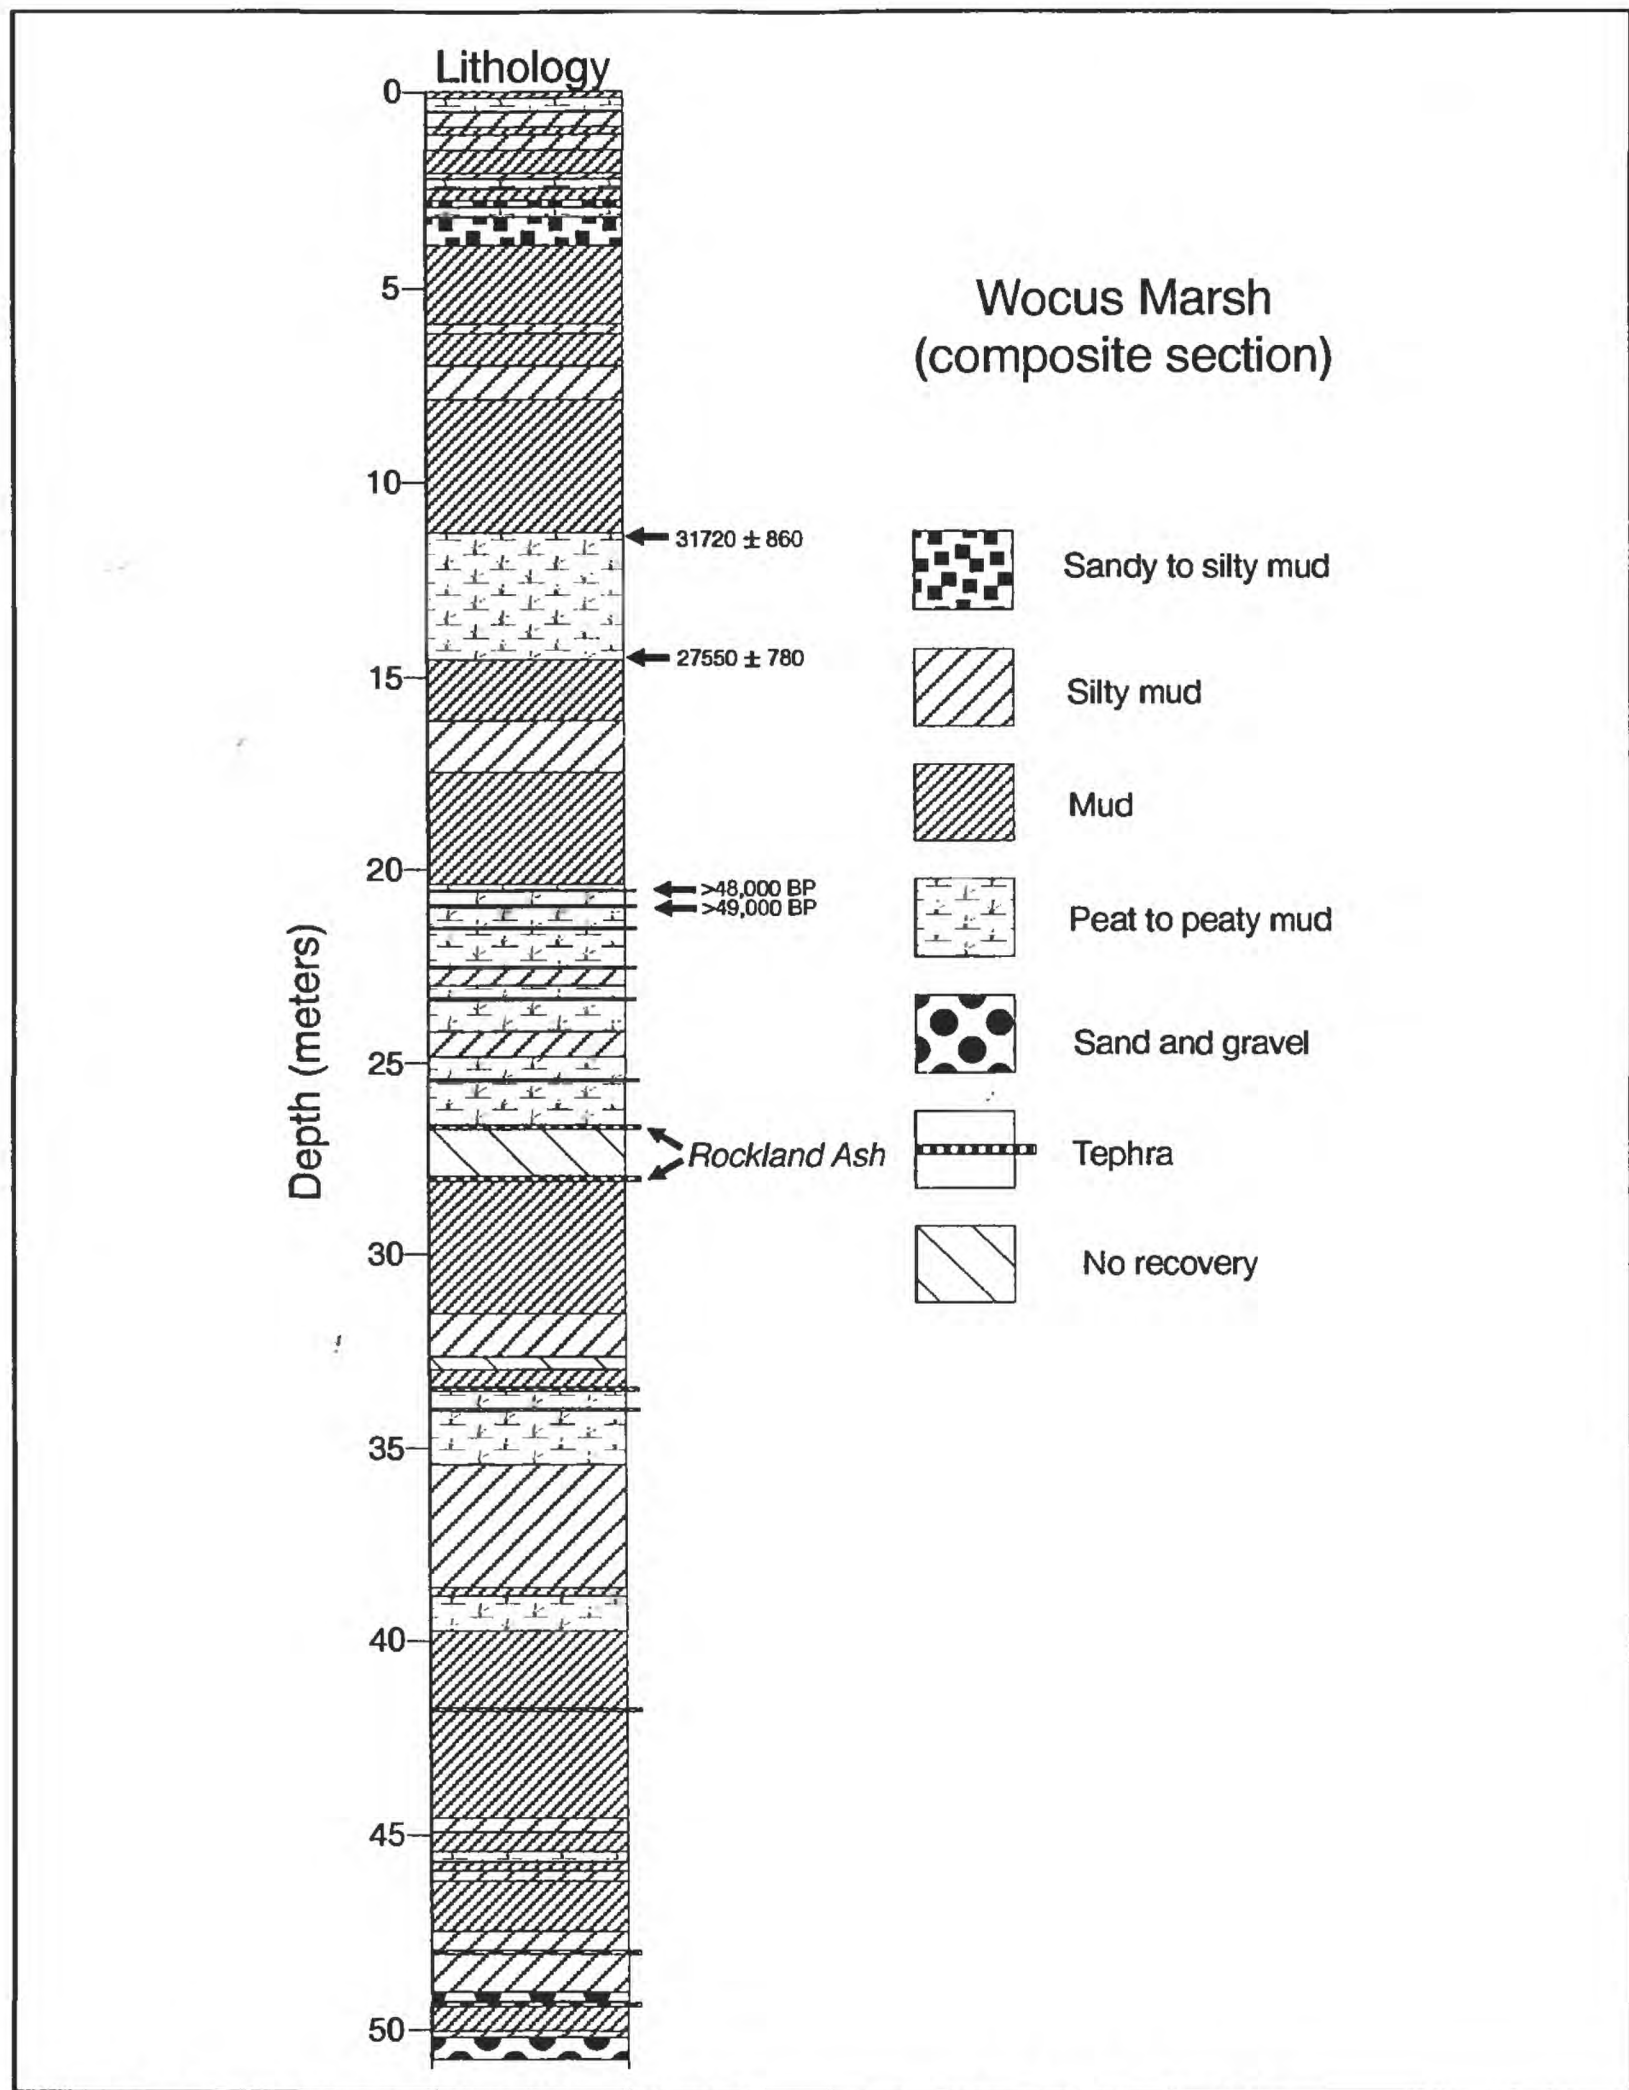 Lithology
0
5
10
15
20
25
30
35
40
45
50
Depth (meters)
31720 ± 860
27550 ± 780
>48,000 BP
>49,000 BP
Rockland Ash
Wocus Marsh
(composite section)
Sandy to silty mud
Silty mud
Mud
Peat to peaty mud
Sand and gravel
Tephra
No recovery